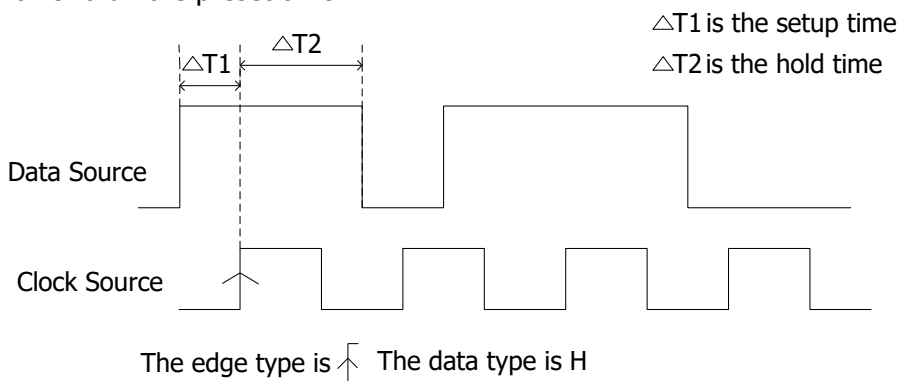 △T1 is the setup time
△T2
△T1
△T2 is the hold time
Data Source
Clock Source
The edge type is The data type is H